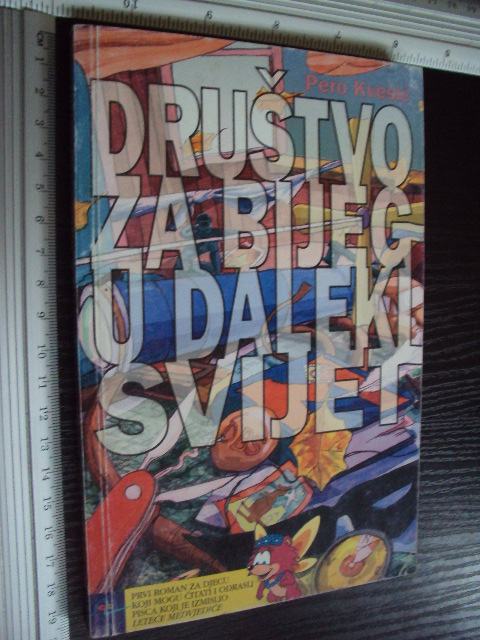 Pero Kvesić
DRUŠTVO
ZA BIJEG
U DALEKI
SVIJET
PRVI ROMAN ZA DJECU
KOJI MOGU ČITATI I ODRASLI
PISCA KOJI JE IZMISLIO
LETEĆE MEDVJEDIĆE